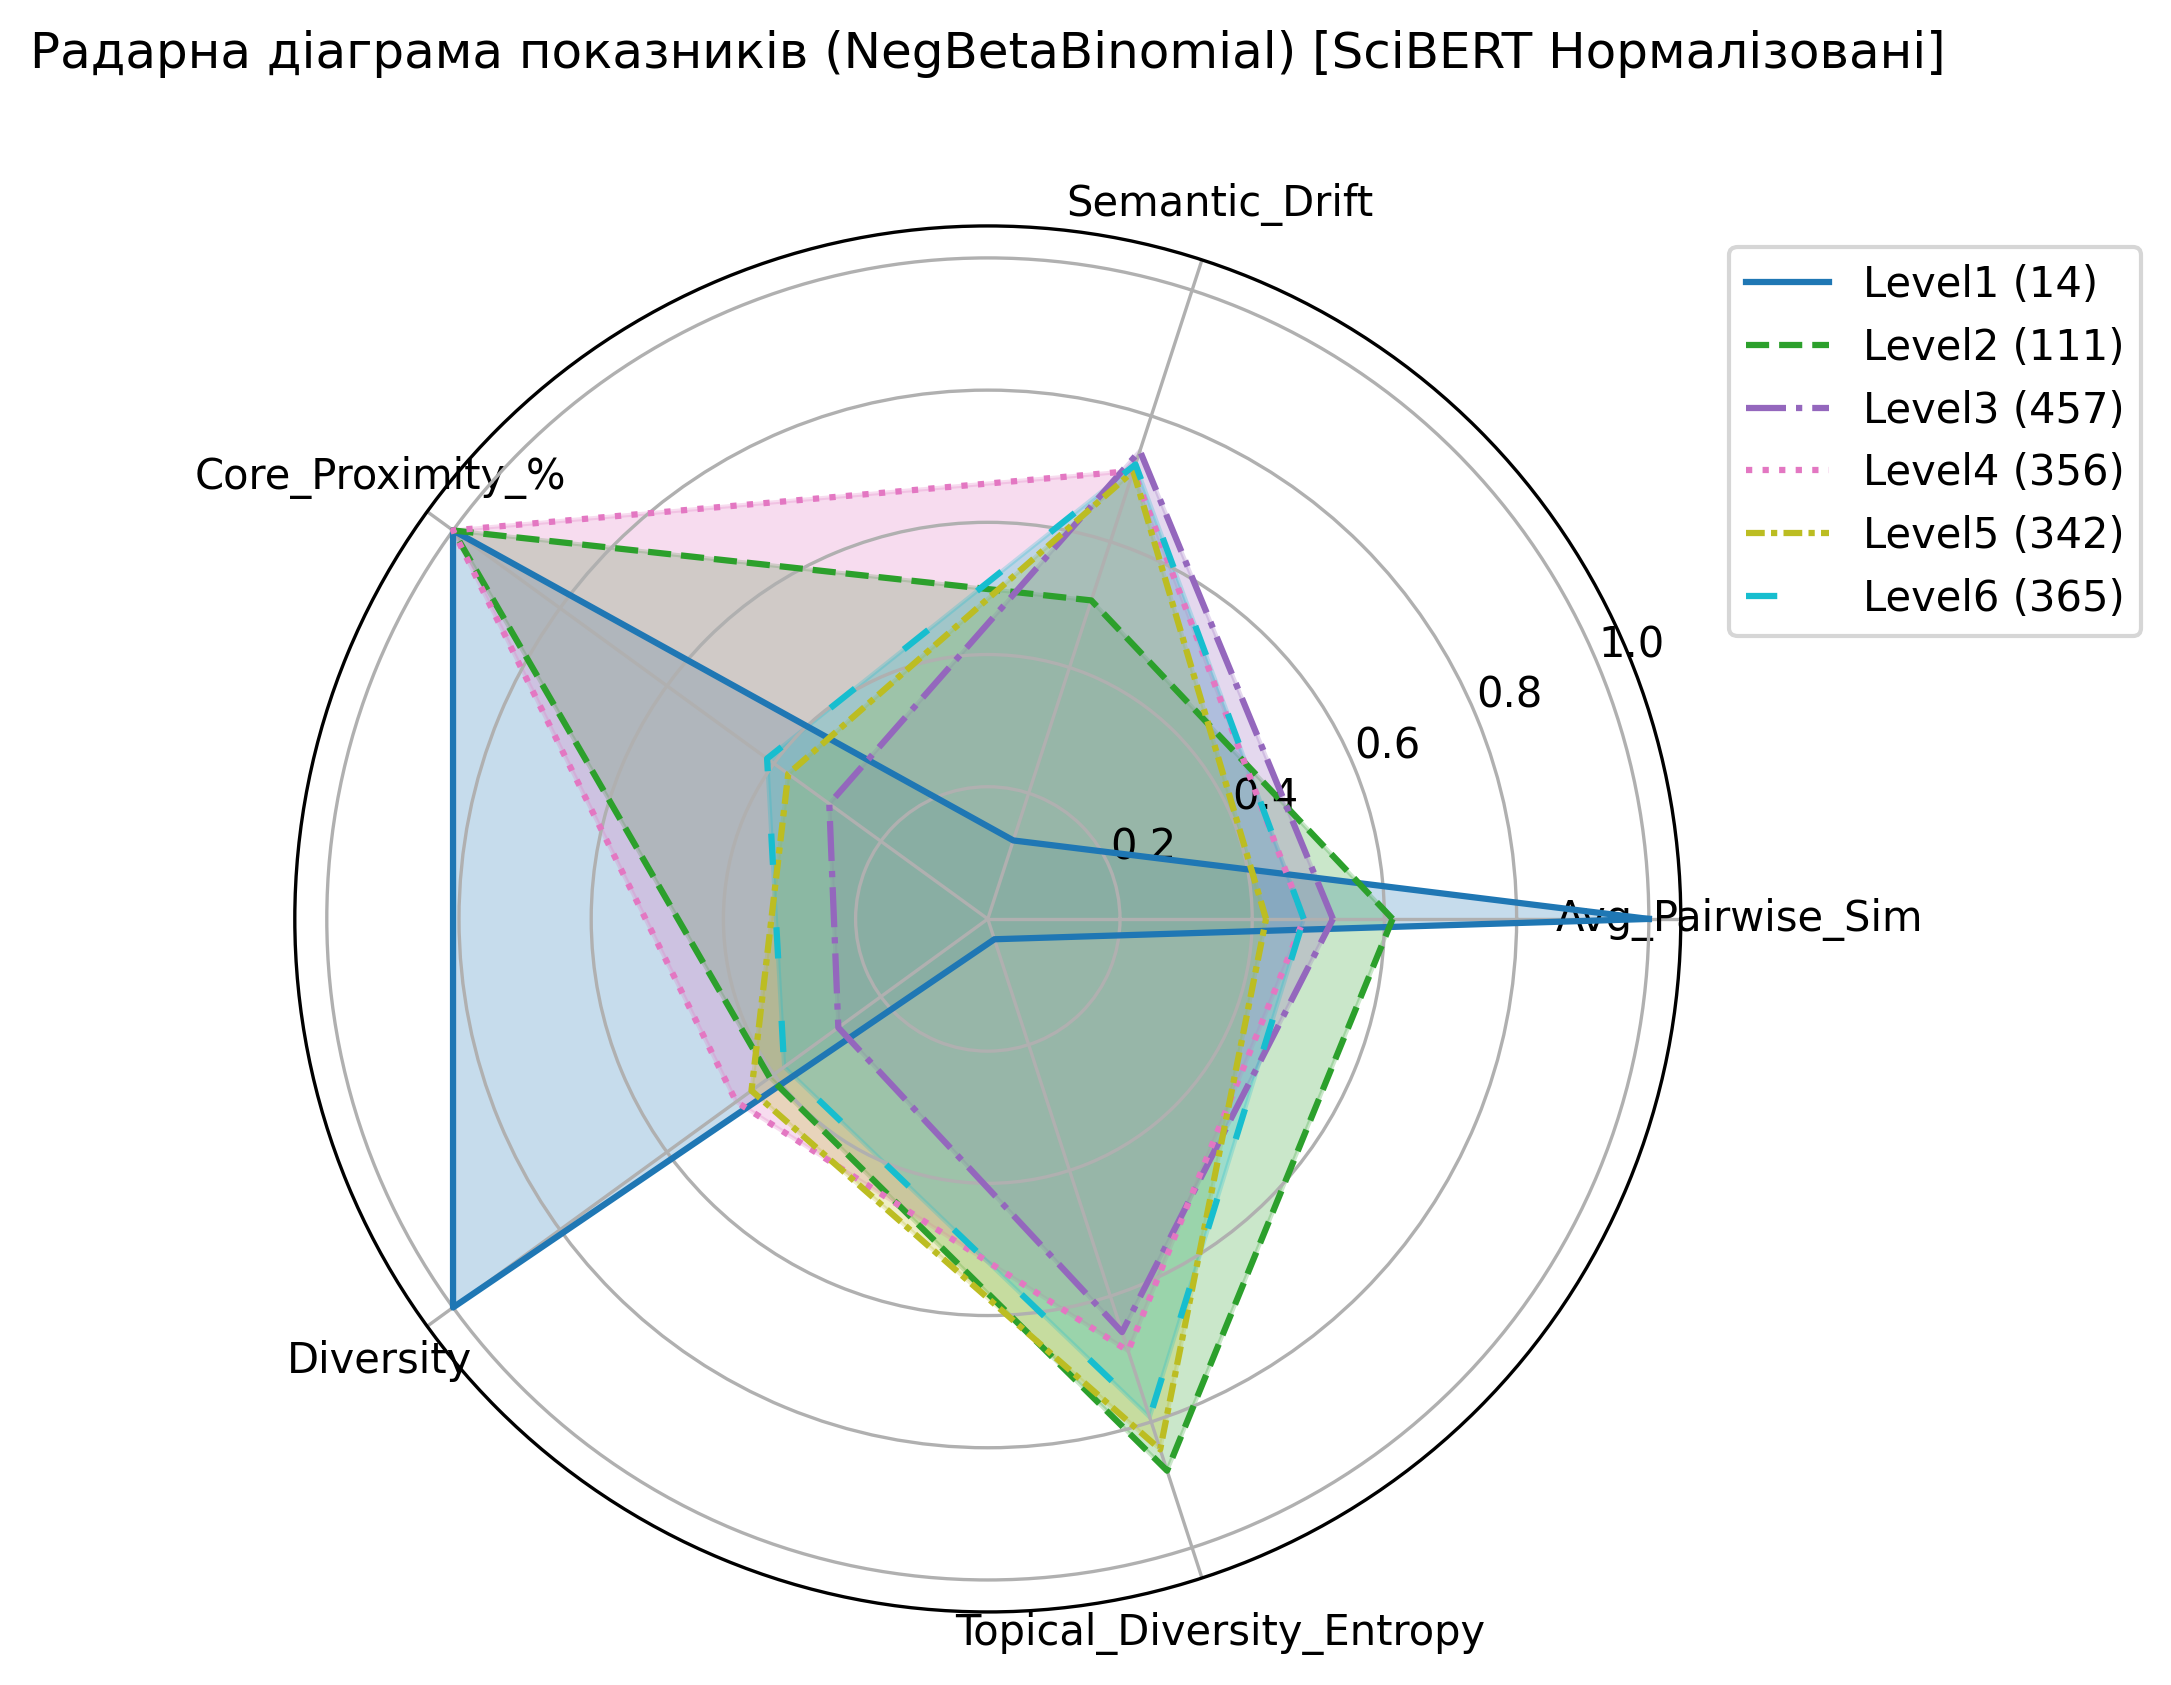 Радарна діаграма показників (NegBetaBinomial) [SciBERT Нормалізовані]
Semantic_Drift
Level1 (14)
Level2 (111)
Level3 (457)
Level4 (356)
Level5 (342)
Level6 (365)
Core_Proximity_%
1.0
0.8
0.6
0.4
0.2
Avg_Pairwise_Sim
Diversity
Topical_Diversity_Entropy